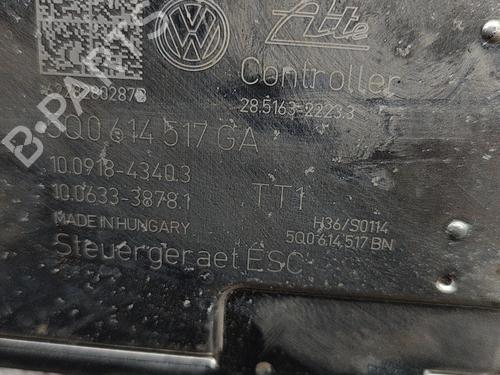 Ate
Controller
28.5163-2223.3
5Q0 614 517 GA
10.0918-4340.3
10.0633-3878.1
TT1
MADE IN HUNGARY
H36/S0114
5Q0 614 517 BN
Steuergeraet ESC
B-PARTS